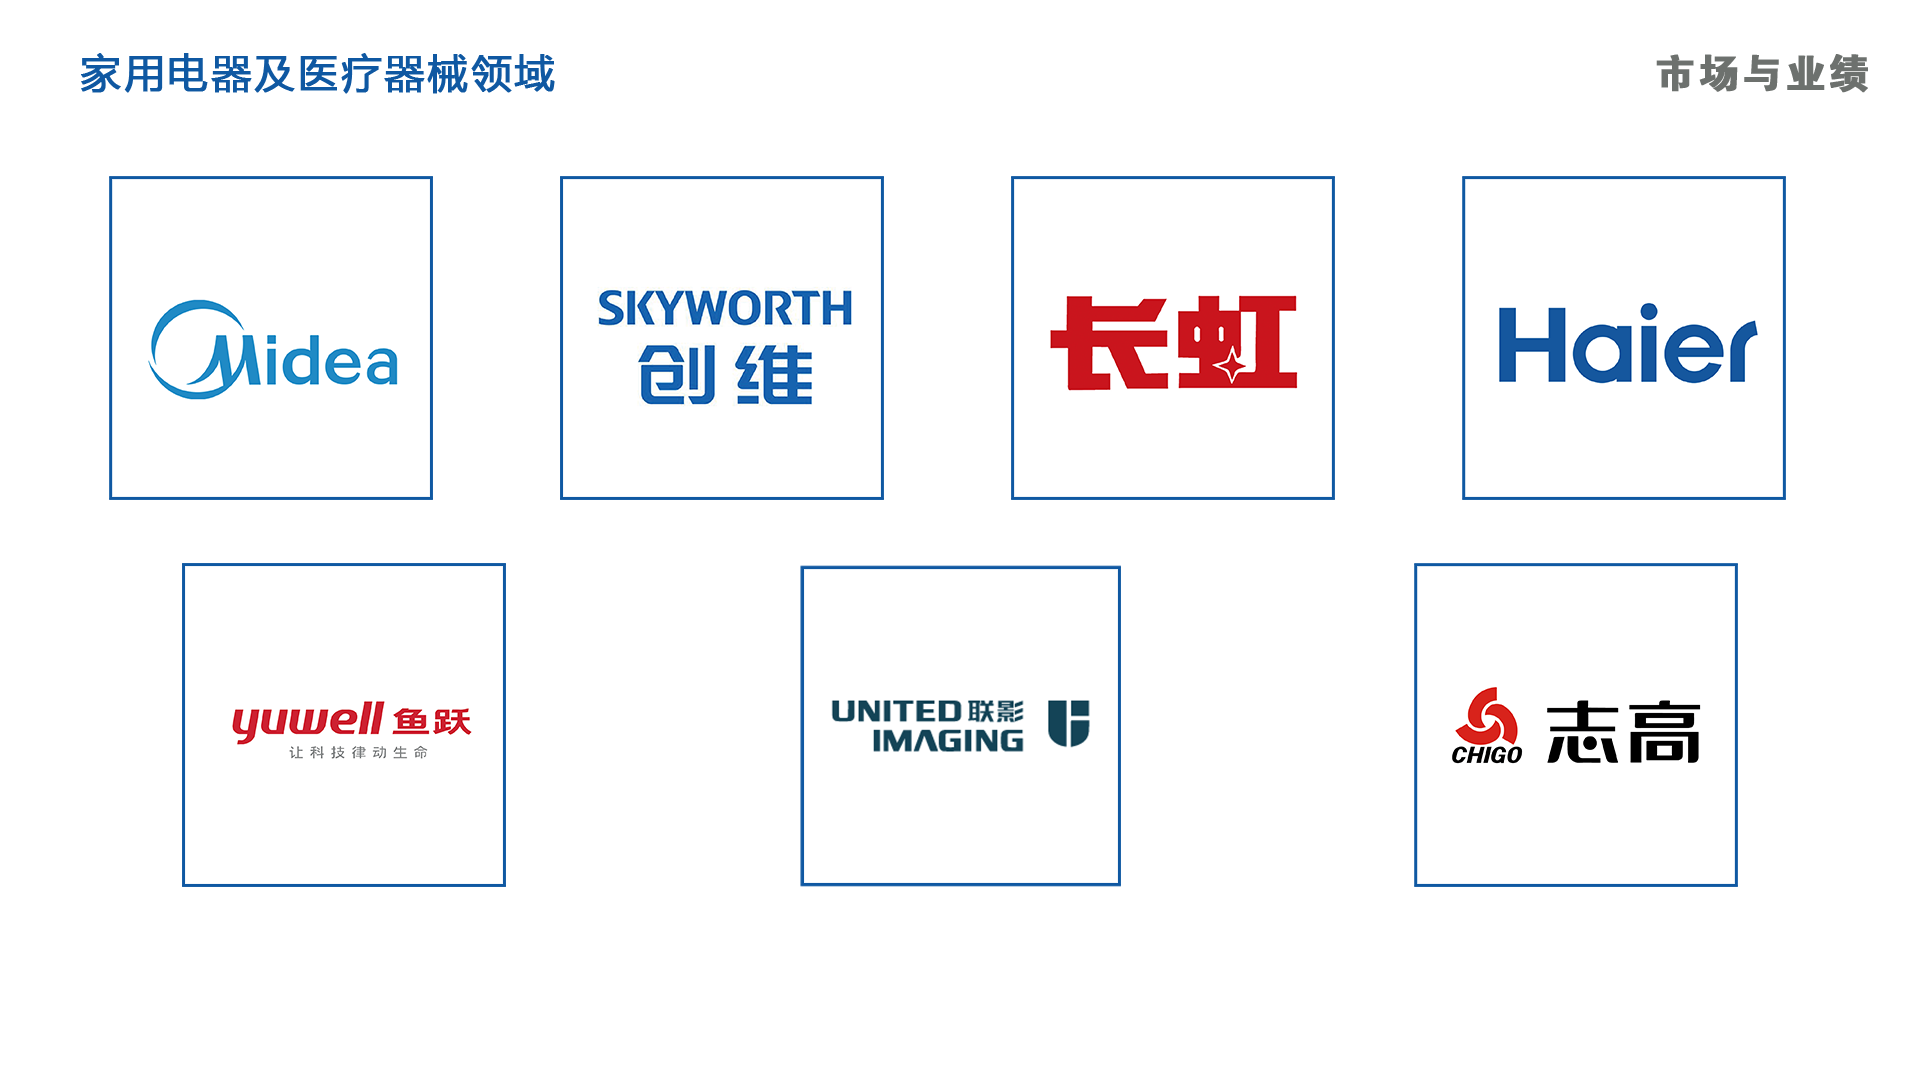 家用电器及医疗器械领域
市场与业绩
Midea
SKYWORTH
创维
长虹
Haier
yuwell 鱼跃
让科技律动生命
UNITED 联影
IMAGING
CHIGO 志高